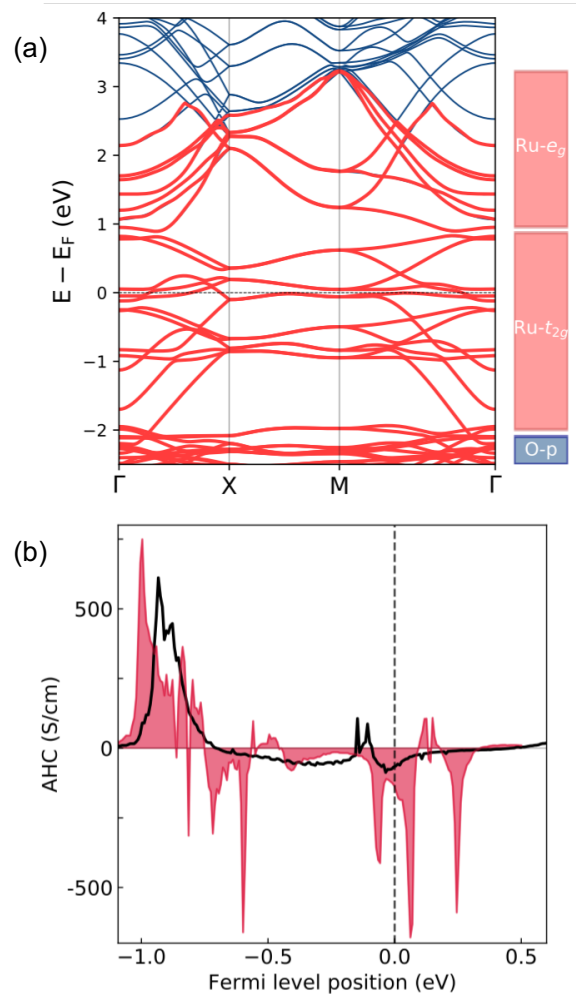 (a)
E − E_F (eV)
4
3
2
1
0
−1
−2
Γ
X
M
Γ
Ru-e_g
Ru-t_2g
O-p
(b)
AHC (S/cm)
500
0
-500
−1.0
−0.5
0.0
0.5
Fermi level position (eV)